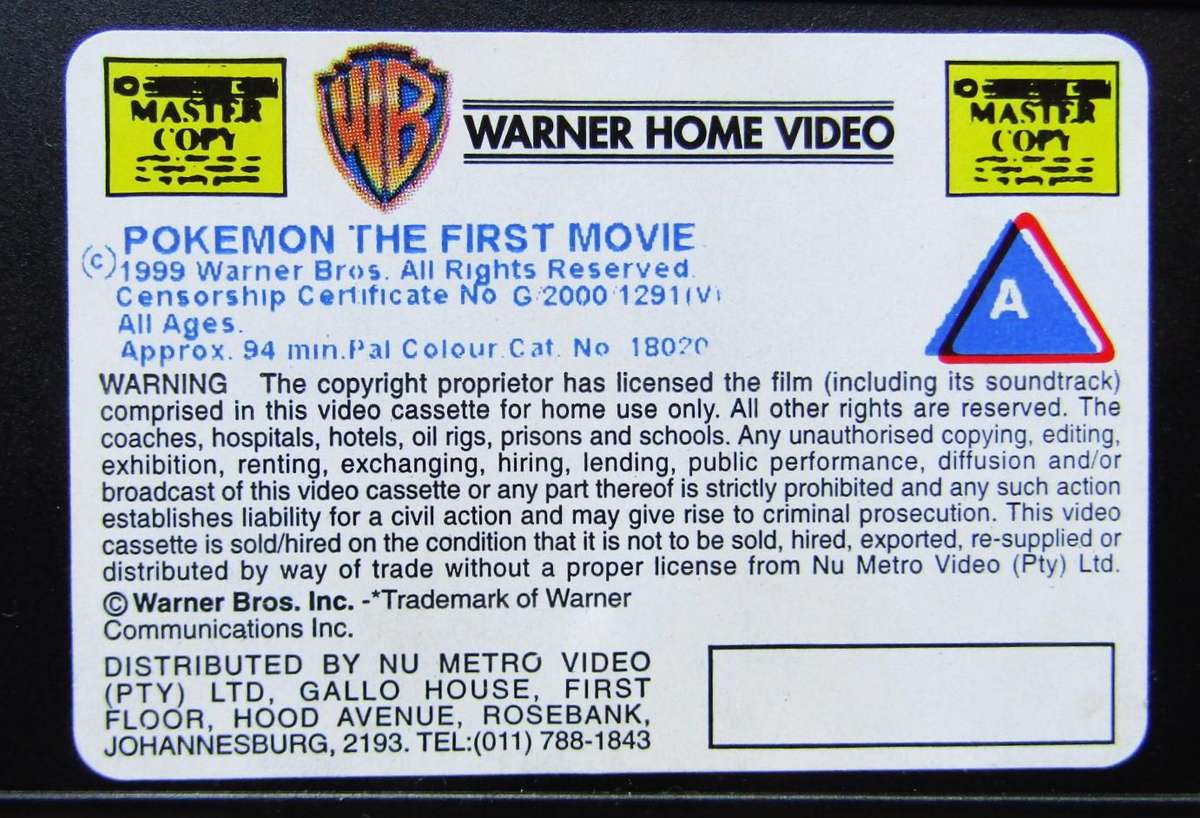 MASTER
COPY
WB
WARNER HOME VIDEO
MASTER
COPY
POKEMON THE FIRST MOVIE
(c) 1999 Warner Bros. All Rights Reserved.
Censorship Certificate No G/2000/1291(V)
All Ages.
Approx. 94 min.Pal Colour.Cat. No 18020
A
WARNING The copyright proprietor has licensed the film (including its soundtrack)
comprised in this video cassette for home use only. All other rights are reserved. The
coaches, hospitals, hotels, oil rigs, prisons and schools. Any unauthorised copying, editing,
exhibition, renting, exchanging, hiring, lending, public performance, diffusion and/or
broadcast of this video cassette or any part thereof is strictly prohibited and any such action
establishes liability for a civil action and may give rise to criminal prosecution. This video
cassette is sold/hired on the condition that it is not to be sold, hired, exported, re-supplied or
distributed by way of trade without a proper license from Nu Metro Video (Pty) Ltd.
© Warner Bros. Inc. -*Trademark of Warner
Communications Inc.
DISTRIBUTED BY NU METRO VIDEO
(PTY) LTD, GALLO HOUSE, FIRST
FLOOR, HOOD AVENUE, ROSEBANK,
JOHANNESBURG, 2193. TEL:(011) 788-1843